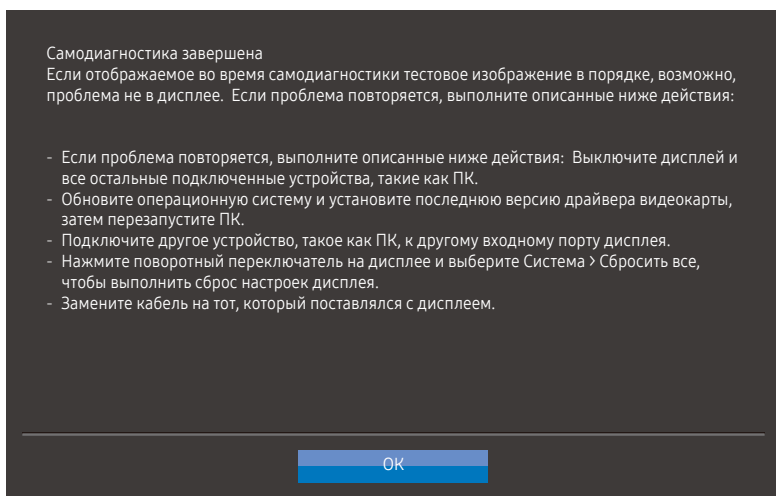 Самодиагностика завершена
Если отображаемое во время самодиагностики тестовое изображение в порядке, возможно,
проблема не в дисплее. Если проблема повторяется, выполните описанные ниже действия:
- Если проблема повторяется, выполните описанные ниже действия: Выключите дисплей и
все остальные подключенные устройства, такие как ПК.
- Обновите операционную систему и установите последнюю версию драйвера видеокарты,
затем перезапустите ПК.
- Подключите другое устройство, такое как ПК, к другому входному порту дисплея.
- Нажмите поворотный переключатель на дисплее и выберите Система > Сбросить все,
чтобы выполнить сброс настроек дисплея.
- Замените кабель на тот, который поставлялся с дисплеем.
ОК